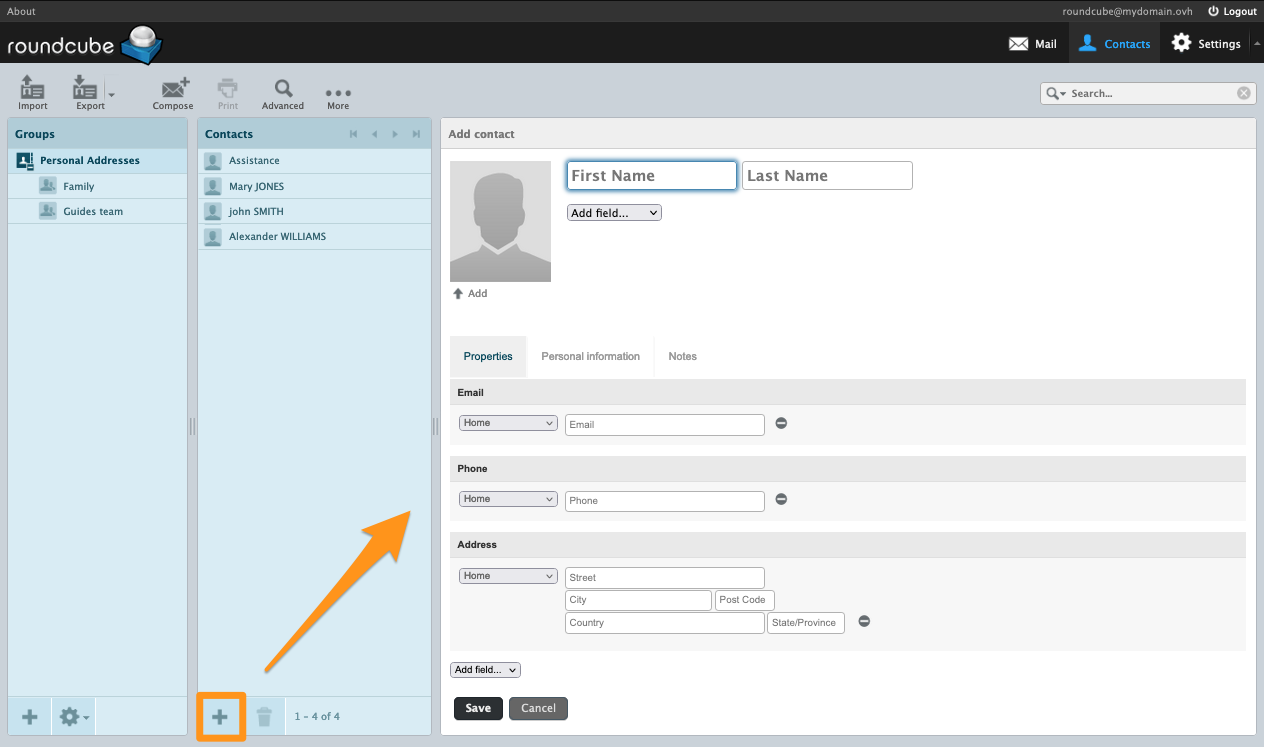 About
roundcube@mydomain.ovh Logout
roundcube
Mail Contacts Settings
Import Export Compose Print Advanced More
Search...
Groups
Personal Addresses
Family
Guides team
Contacts
Assistance
Mary JONES
john SMITH
Alexander WILLIAMS
1 – 4 of 4
Add contact
First Name Last Name
Add field...
Add
Properties Personal information Notes
Email
Home Email
Phone
Home Phone
Address
Home Street
City Post Code
Country State/Province
Add field...
Save Cancel